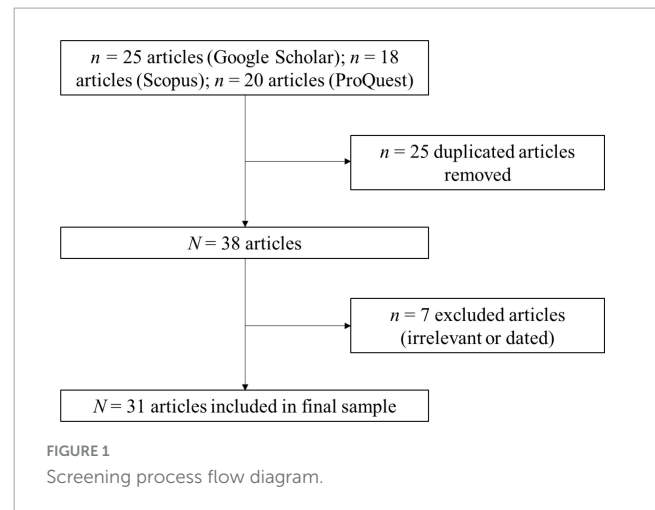 n = 25 articles (Google Scholar); n = 18
articles (Scopus); n = 20 articles (ProQuest)
n = 25 duplicated articles
removed
N = 38 articles
n = 7 excluded articles
(irrelevant or dated)
N = 31 articles included in final sample
FIGURE 1
Screening process flow diagram.